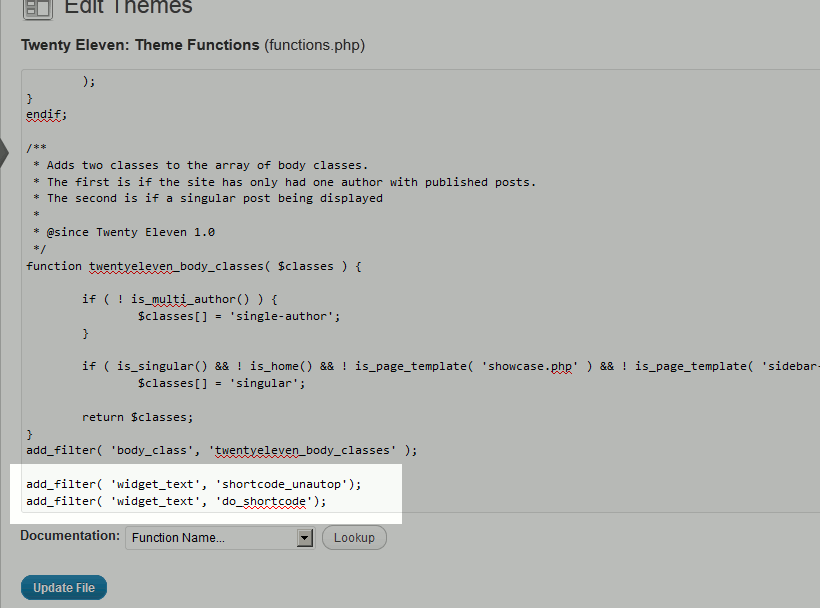 Edit Themes
Twenty Eleven: Theme Functions (functions.php)
);
}
endif;
/**
* Adds two classes to the array of body classes.
* The first is if the site has only had one author with published posts.
* The second is if a singular post being displayed
*
* @since Twenty Eleven 1.0
*/
function twentyeleven_body_classes( $classes ) {
if ( ! is_multi_author() ) {
$classes[] = 'single-author';
}
if ( is_singular() && ! is_home() && ! is_page_template( 'showcase.php' ) && ! is_page_template( 'sidebar-
$classes[] = 'singular';
return $classes;
}
add_filter( 'body_class', 'twentyeleven_body_classes' );
add_filter( 'widget_text', 'shortcode_unautop');
add_filter( 'widget_text', 'do_shortcode');
Documentation: Function Name... Lookup
Update File